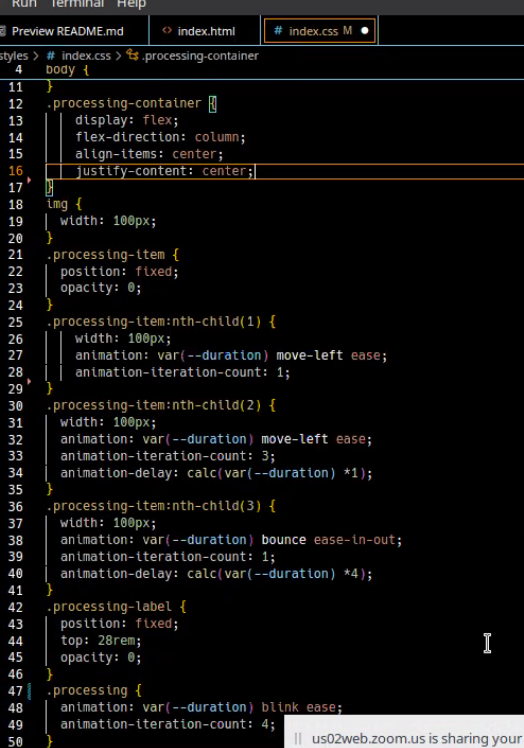 Run Terminal Help
Preview README.md index.html index.css M
styles > # index.css > .processing-container
4 body {
11 }
12 .processing-container {
13 display: flex;
14 flex-direction: column;
15 align-items: center;
16 justify-content: center;
17 }
18 img {
19 width: 100px;
20 }
21 .processing-item {
22 position: fixed;
23 opacity: 0;
24 }
25 .processing-item:nth-child(1) {
26 width: 100px;
27 animation: var(--duration) move-left ease;
28 animation-iteration-count: 1;
29 }
30 .processing-item:nth-child(2) {
31 width: 100px;
32 animation: var(--duration) move-left ease;
33 animation-iteration-count: 3;
34 animation-delay: calc(var(--duration) *1);
35 }
36 .processing-item:nth-child(3) {
37 width: 100px;
38 animation: var(--duration) bounce ease-in-out;
39 animation-iteration-count: 1;
40 animation-delay: calc(var(--duration) *4);
41 }
42 .processing-label {
43 position: fixed;
44 top: 28rem;
45 opacity: 0;
46 }
47 .processing {
48 animation: var(--duration) blink ease;
49 animation-iteration-count: 4;
50 }
us02web.zoom.us is sharing your